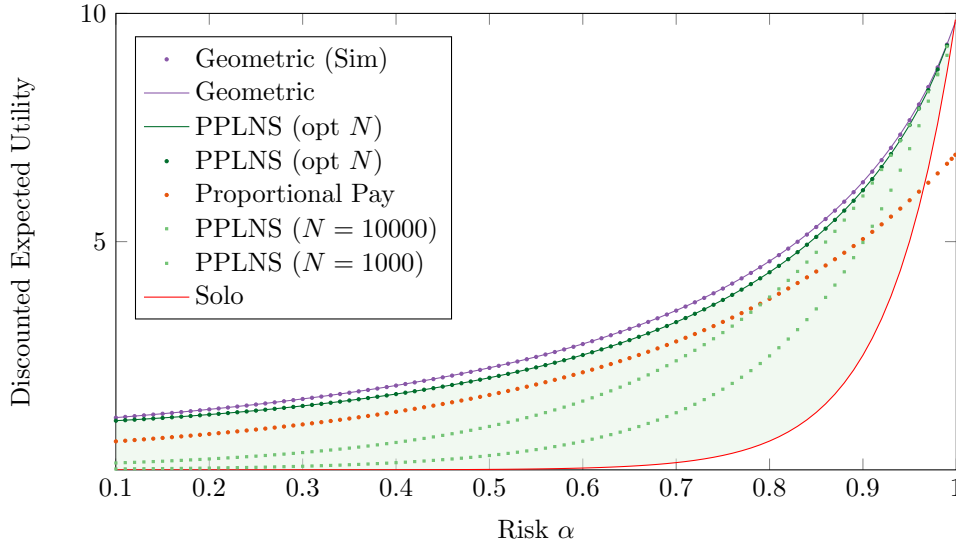 10
5
Discounted Expected Utility
Geometric (Sim)
Geometric
PPLNS (opt N)
PPLNS (opt N)
Proportional Pay
PPLNS (N = 10000)
PPLNS (N = 1000)
Solo
0.1 0.2 0.3 0.4 0.5 0.6 0.7 0.8 0.9 1
Risk α